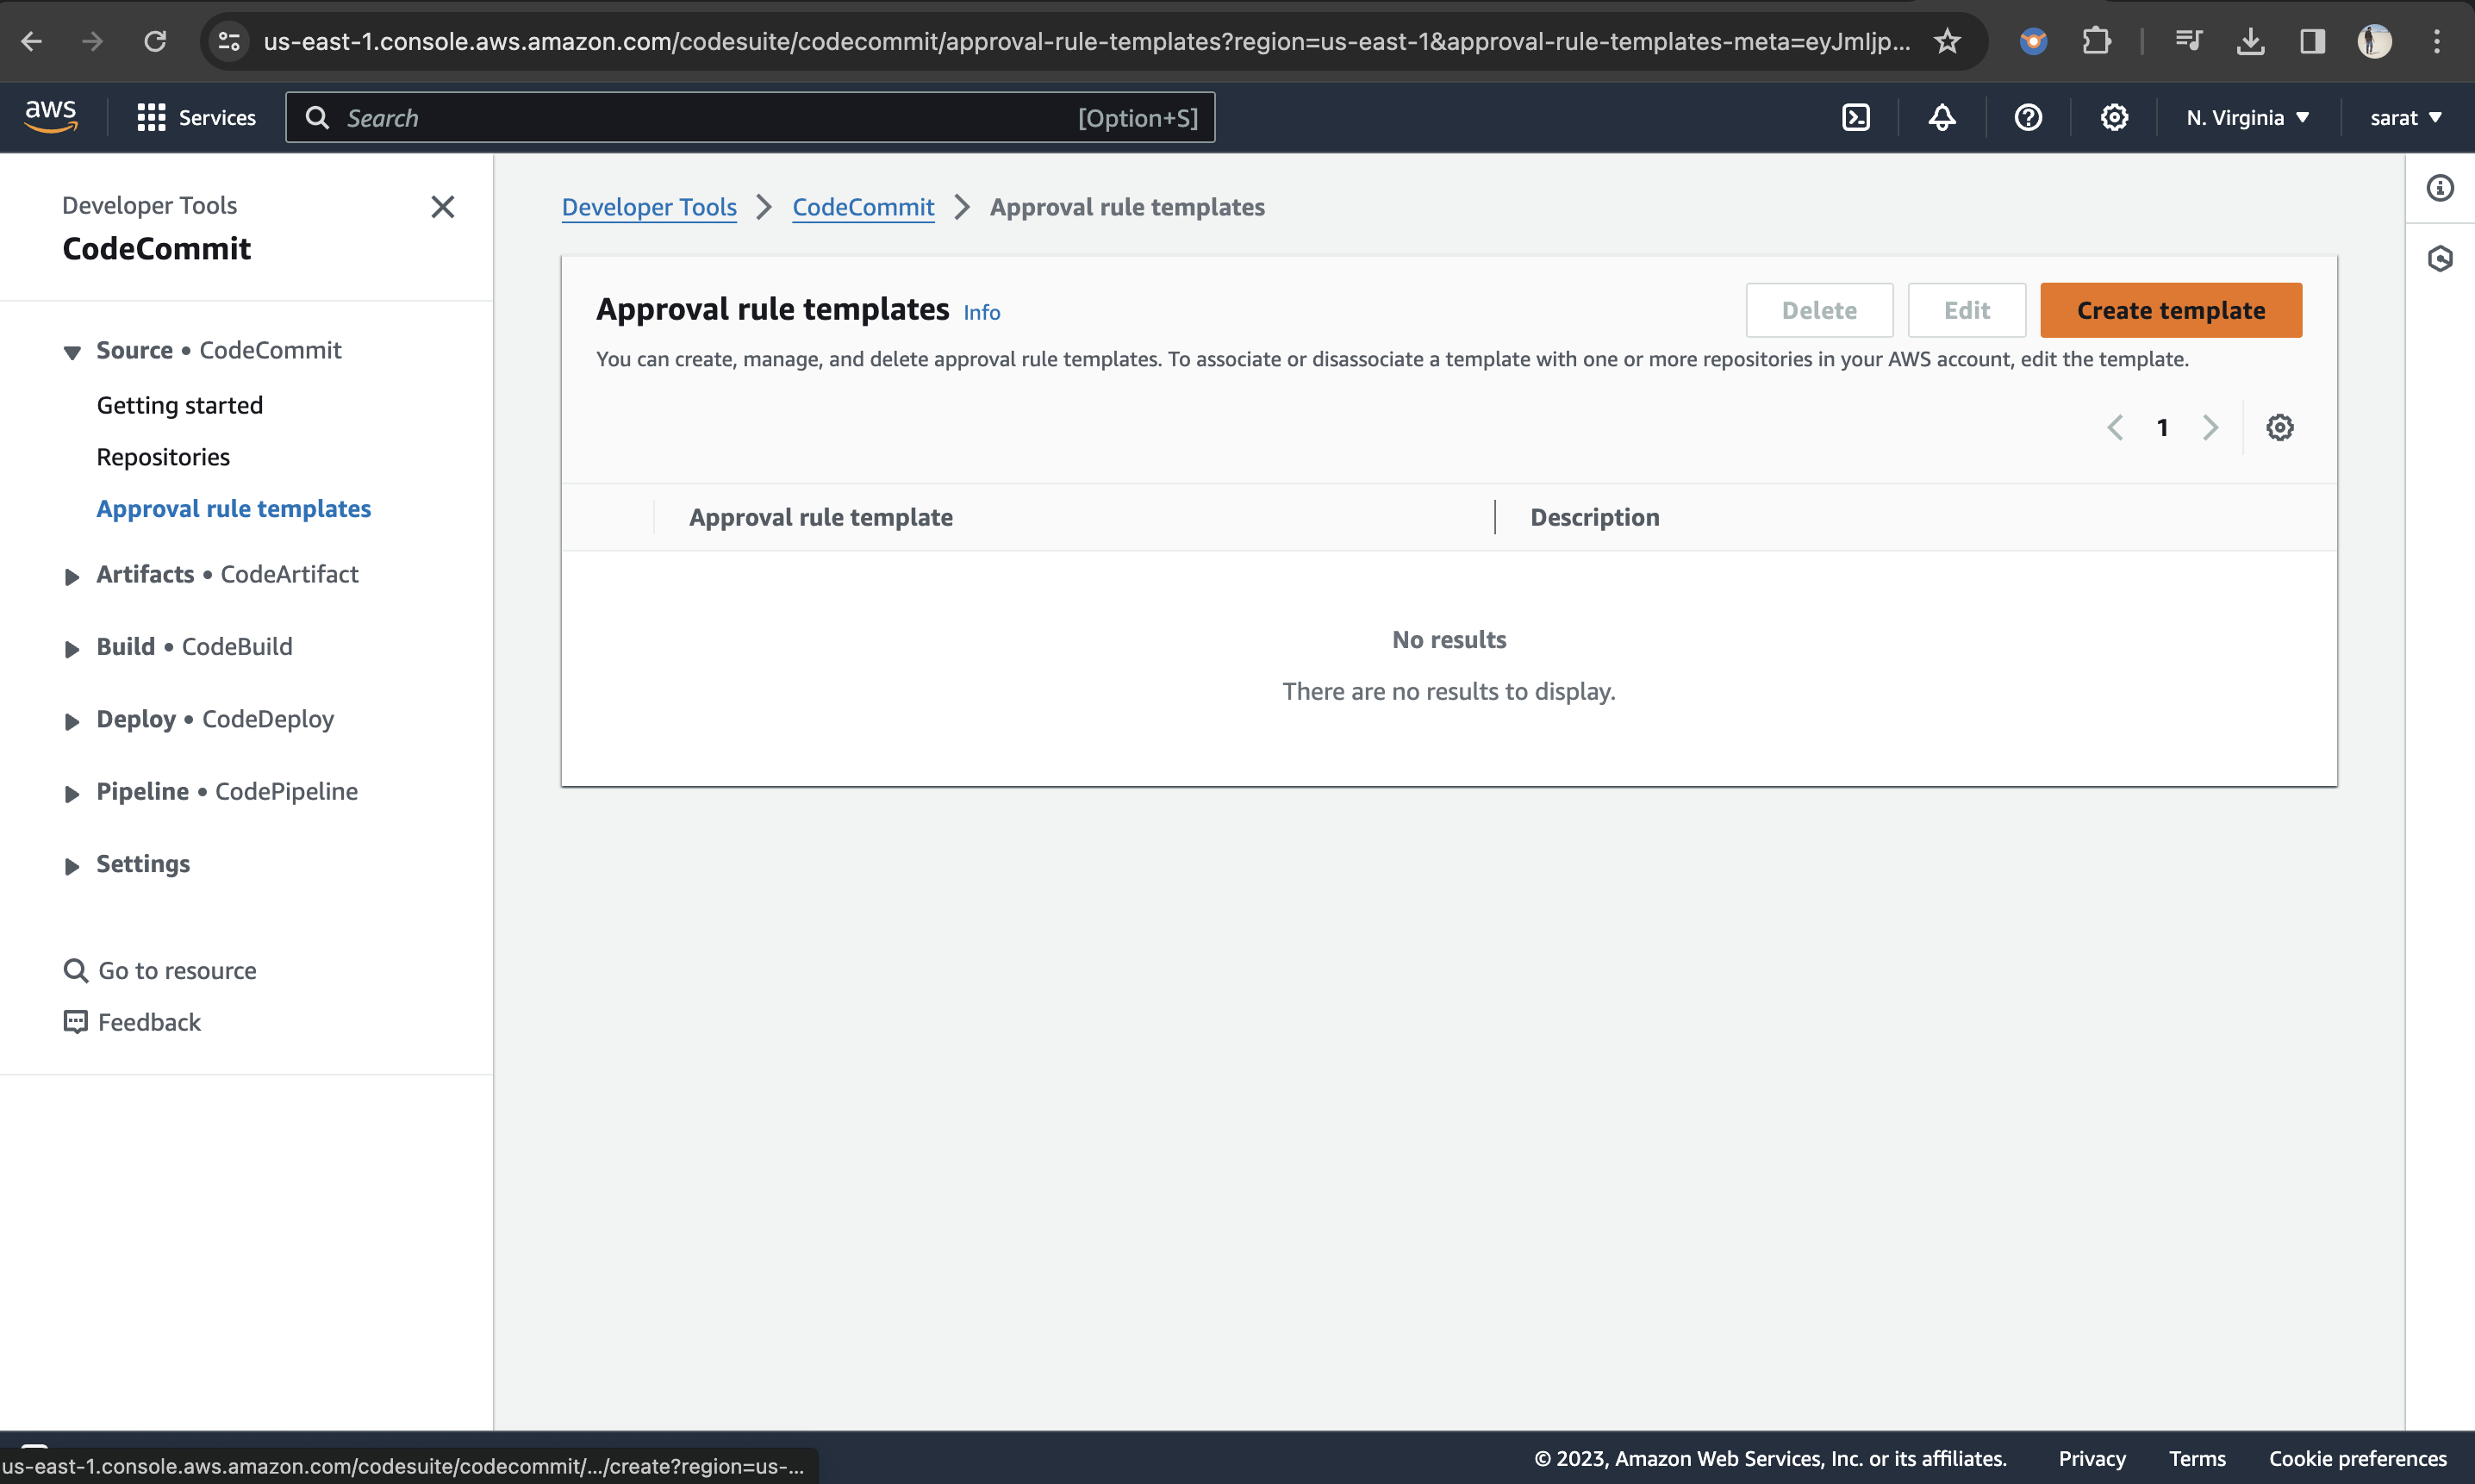 us-east-1.console.aws.amazon.com/codesuite/codecommit/approval-rule-templates?region=us-east-1&approval-rule-templates-meta=eyJmljp...
aws
Services
Search
[Option+S]
N. Virginia
sarat
Developer Tools
CodeCommit
Source • CodeCommit
Getting started
Repositories
Approval rule templates
Artifacts • CodeArtifact
Build • CodeBuild
Deploy • CodeDeploy
Pipeline • CodePipeline
Settings
Go to resource
Feedback
Developer Tools
CodeCommit
Approval rule templates
Approval rule templates Info
Delete
Edit
Create template
You can create, manage, and delete approval rule templates. To associate or disassociate a template with one or more repositories in your AWS account, edit the template.
1
Approval rule template
Description
No results
There are no results to display.
us-east-1.console.aws.amazon.com/codesuite/codecommit/.../create?region=us-...
© 2023, Amazon Web Services, Inc. or its affiliates.
Privacy
Terms
Cookie preferences